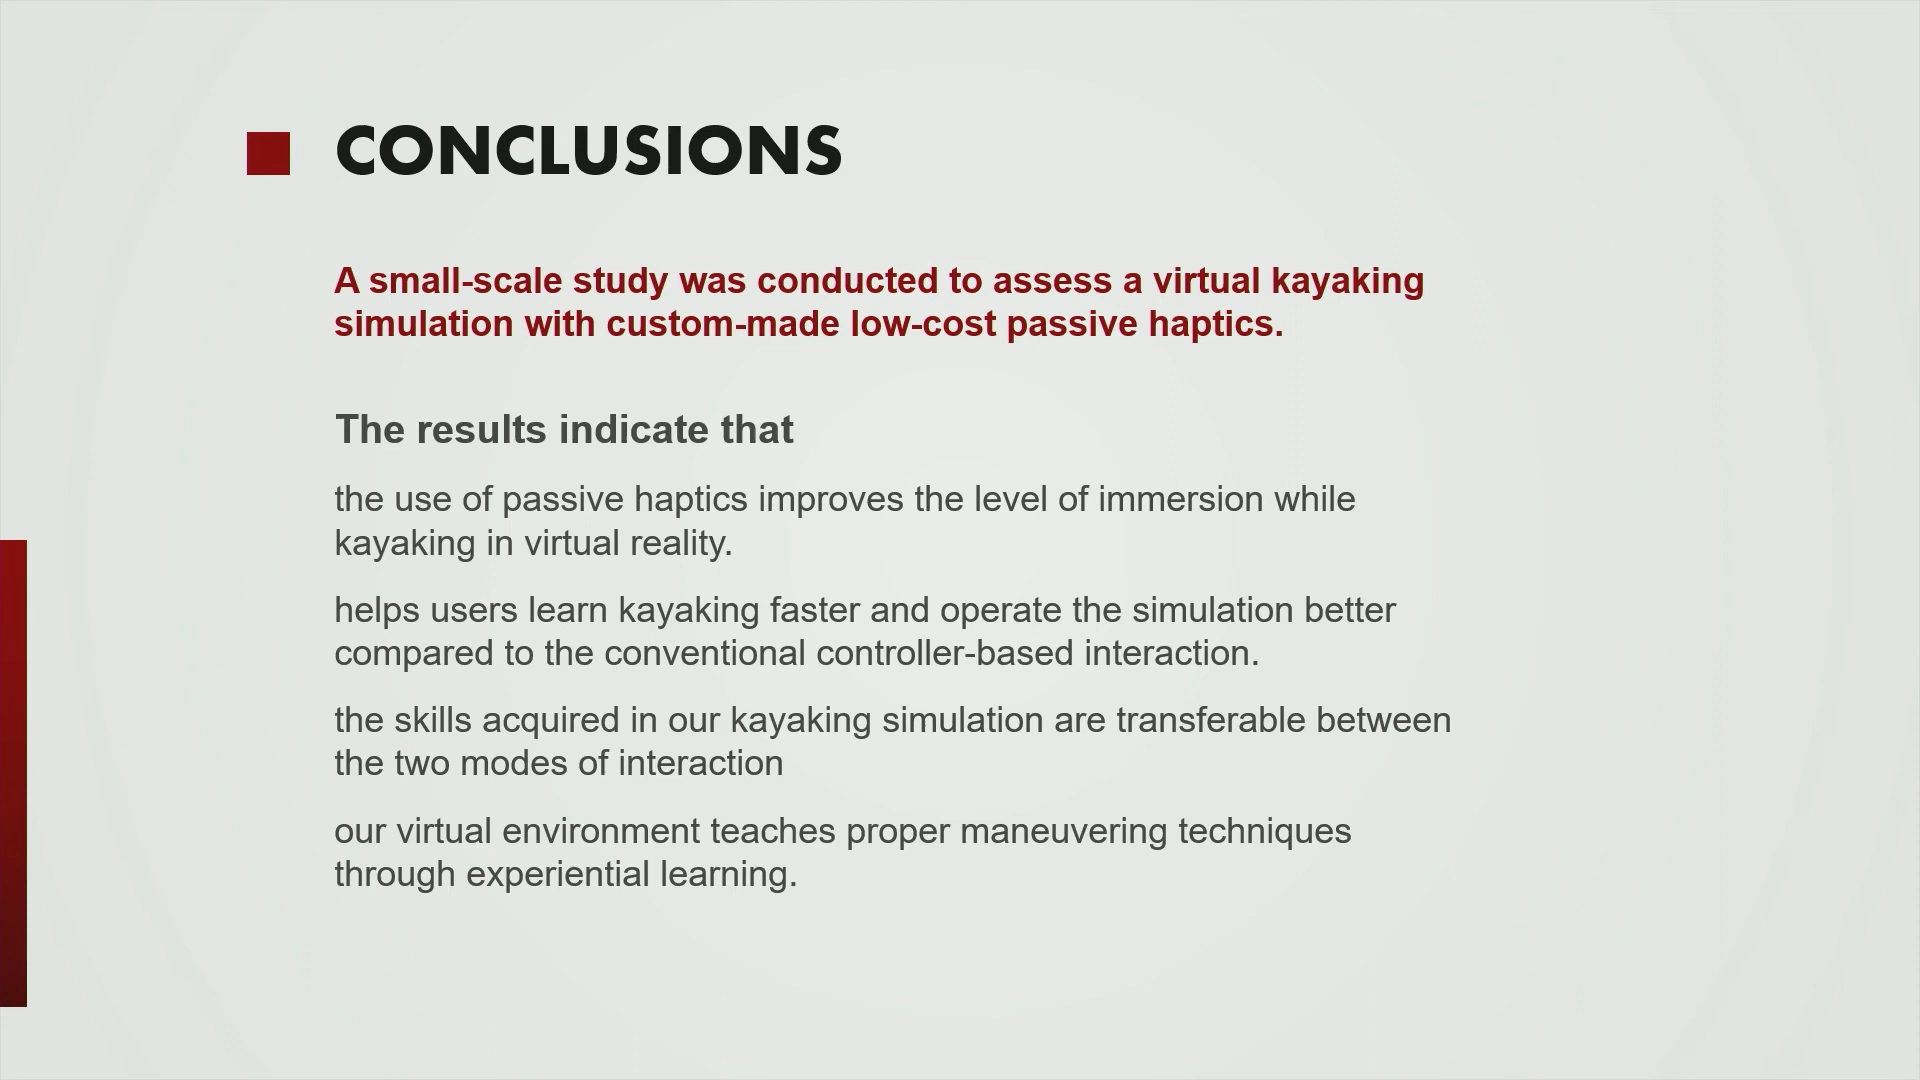 CONCLUSIONS
A small-scale study was conducted to assess a virtual kayaking
simulation with custom-made low-cost passive haptics.
The results indicate that
the use of passive haptics improves the level of immersion while
kayaking in virtual reality.
helps users learn kayaking faster and operate the simulation better
compared to the conventional controller-based interaction.
the skills acquired in our kayaking simulation are transferable between
the two modes of interaction
our virtual environment teaches proper maneuvering techniques
through experiential learning.